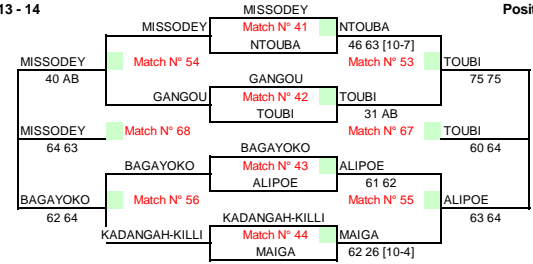 13 - 14 MISSODEY Posit
MISSODEY Match N° 41 NTOUBA
NTOUBA 46 63 [10-7]
MISSODEY Match N° 54 Match N° 53 TOUBI
40 AB GANGOU 75 75
GANGOU Match N° 42 TOUBI
TOUBI 31 AB
MISSODEY Match N° 68 Match N° 67 TOUBI
64 63 BAGAYOKO 60 64
BAGAYOKO Match N° 43 ALIPOE
ALIPOE 61 62
BAGAYOKO Match N° 56 Match N° 55 ALIPOE
62 64 KADANGAH-KILLI 63 64
KADANGAH-KILLI Match N° 44 MAIGA
MAIGA 62 26 [10-4]